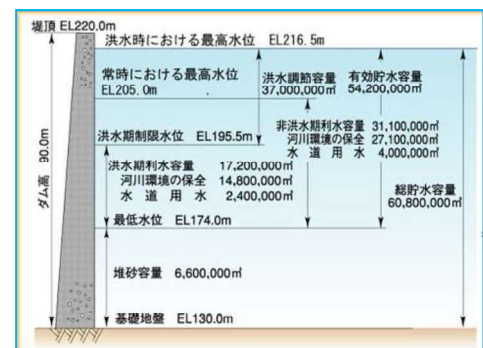 堤頂 EL220.0m
洪水時における最高水位 EL216.5m
常時における最高水位
EL205.0m
洪水調節容量
37,000,000㎥
有効貯水容量
54,200,000㎥
非洪水期利水容量 31,100,000㎥
河川環境の保全 27,100,000㎥
水 道 用 水 4,000,000㎥
洪水期制限水位 EL195.5m
洪水期利水容量 17,200,000㎥
河川環境の保全 14,800,000㎥
水 道 用 水 2,400,000㎥
総貯水容量
60,800,000㎥
ダム高 90.0m
最低水位 EL174.0m
堆砂容量 6,600,000㎥
基礎地盤 EL130.0m